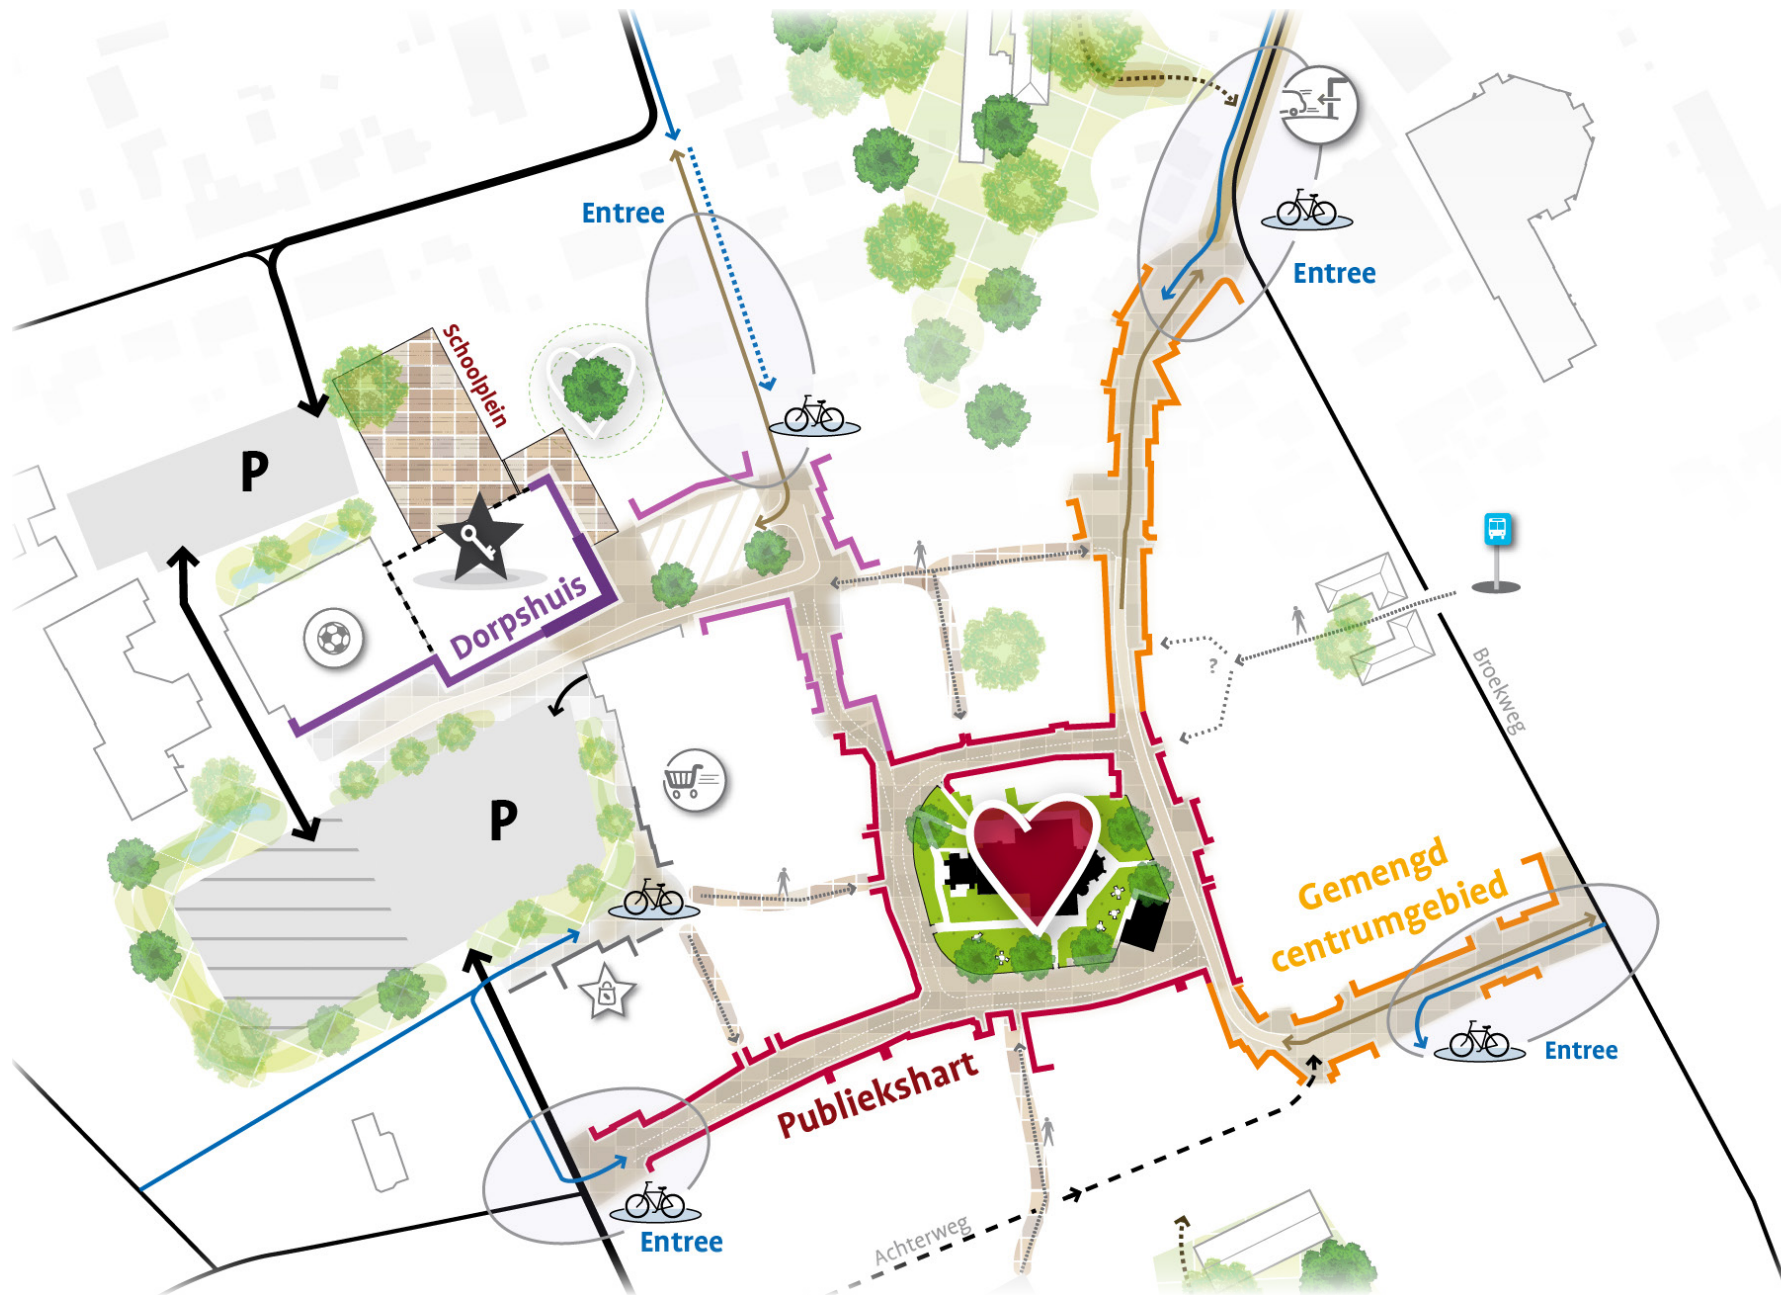 Entree
Entree
Schoolplein
P
Dorpshuis
?
Broekweg
P
Gemengd
centrumgebied
Entree
Publiekshart
Achterweg
Entree